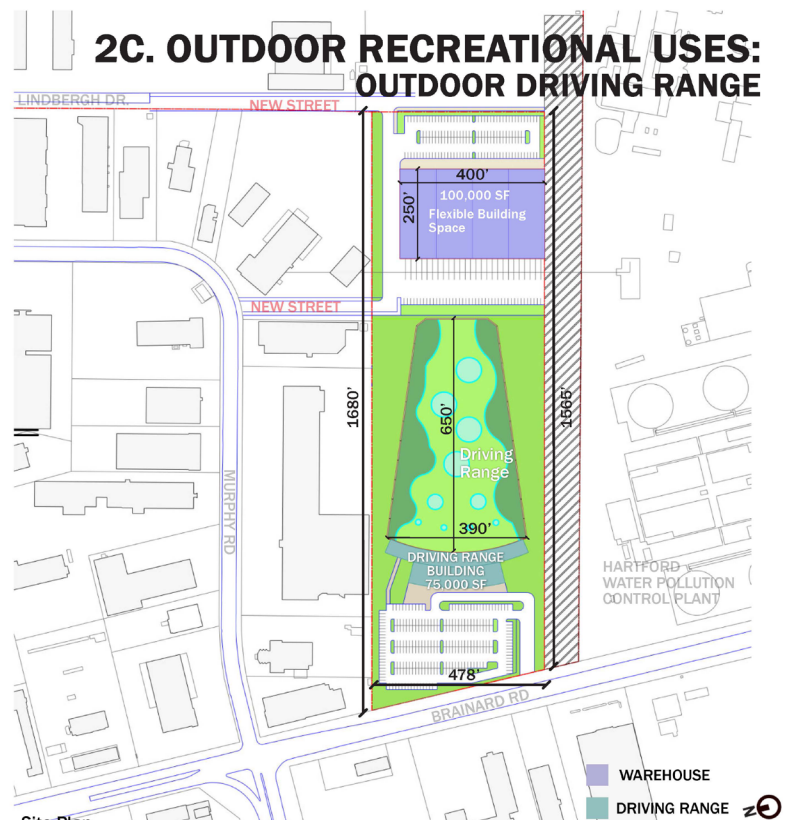 2C. OUTDOOR RECREATIONAL USES:
OUTDOOR DRIVING RANGE
LINDBERGH DR.
NEW STREET
400'
100,000 SF
Flexible Building
Space
250'
NEW STREET
1680'
650'
1565'
Driving
Range
390'
MURPHY RD
DRIVING RANGE
BUILDING
75,000 SF
HARTFORD
WATER POLLUTION
CONTROL PLANT
478'
BRAINARD RD
WAREHOUSE
DRIVING RANGE
N
Site Plan